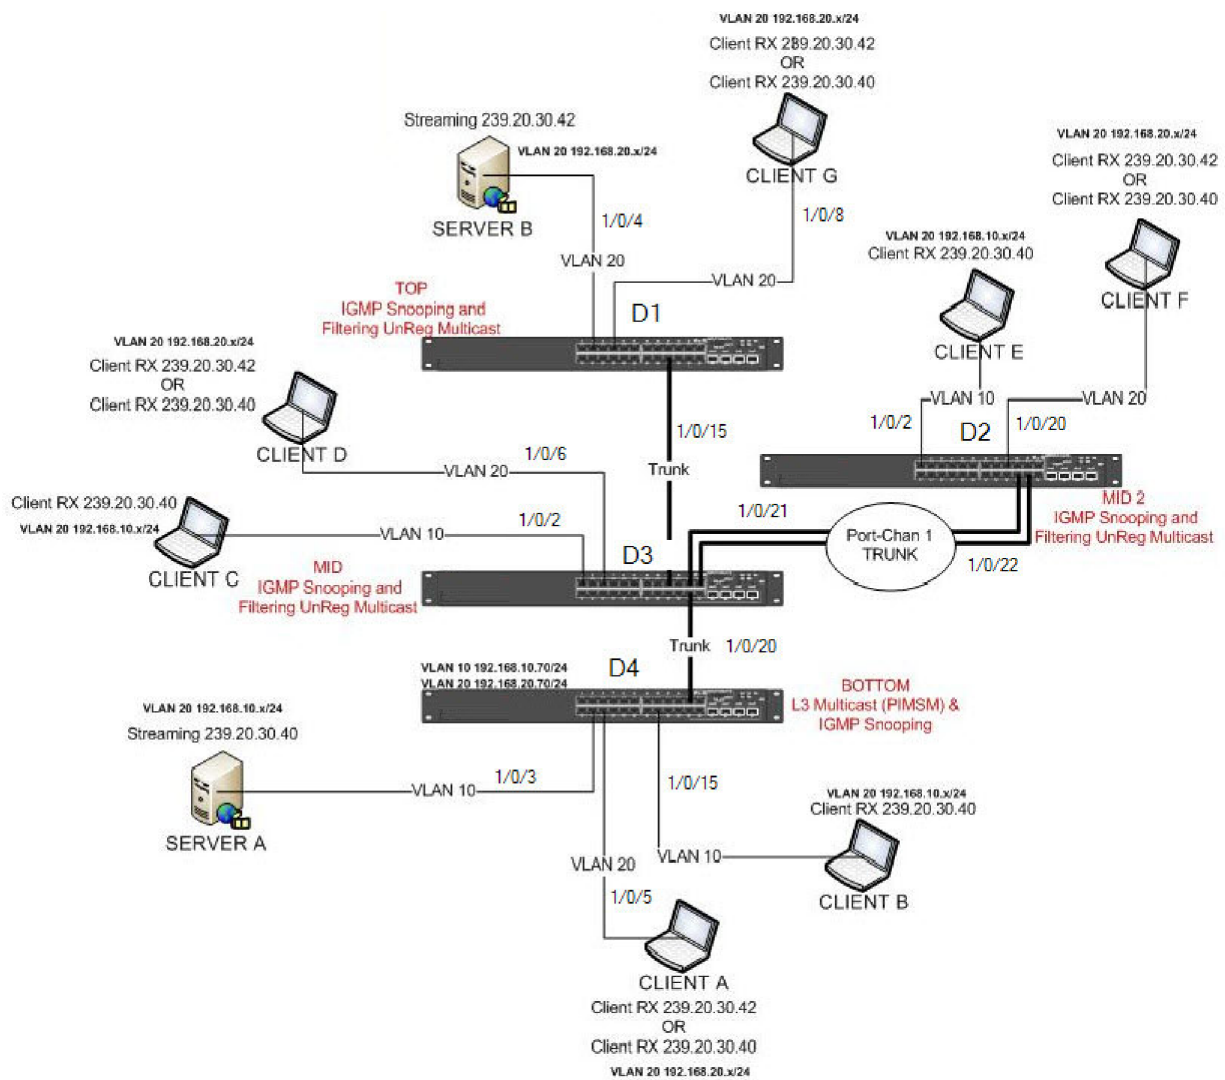 VLAN 20 192.168.20.x/24
Client RX 289.20.30.42
OR
Client RX 239.20.30.40
CLIENT G
1/0/8
VLAN 20
Streaming 239.20.30.42
VLAN 20 192.168.20.x/24
SERVER B
1/0/4
VLAN 20
VLAN 20 192.168.20.x/24
Client RX 239.20.30.42
OR
Client RX 239.20.30.40
CLIENT F
VLAN 20
1/0/20
VLAN 20 192.168.10.x/24
Client RX 239.20.30.40
CLIENT E
VLAN 10
1/0/2
TOP
IGMP Snooping and
Filtering UnReg Multicast
D1
1/0/15
Trunk
VLAN 20 192.168.20.x/24
Client RX 239.20.30.42
OR
Client RX 239.20.30.40
CLIENT D
1/0/6
VLAN 20
D2
MID 2
IGMP Snooping and
Filtering UnReg Multicast
1/0/21
Port-Chan 1
TRUNK
1/0/22
Client RX 239.20.30.40
VLAN 20 192.168.10.x/24
CLIENT C
1/0/2
VLAN 10
D3
MID
IGMP Snooping and
Filtering UnReg Multicast
Trunk
1/0/20
VLAN 10 192.168.10.70/24
VLAN 20 192.168.20.70/24
D4
BOTTOM
L3 Multicast (PIMSM) &
IGMP Snooping
VLAN 20 192.168.10.x/24
Streaming 239.20.30.40
SERVER A
1/0/3
VLAN 10
1/0/15
VLAN 10
VLAN 20 192.168.10.x/24
Client RX 239.20.30.40
CLIENT B
VLAN 20
1/0/5
CLIENT A
Client RX 239.20.30.42
OR
Client RX 239.20.30.40
VLAN 20 192.168.20.x/24